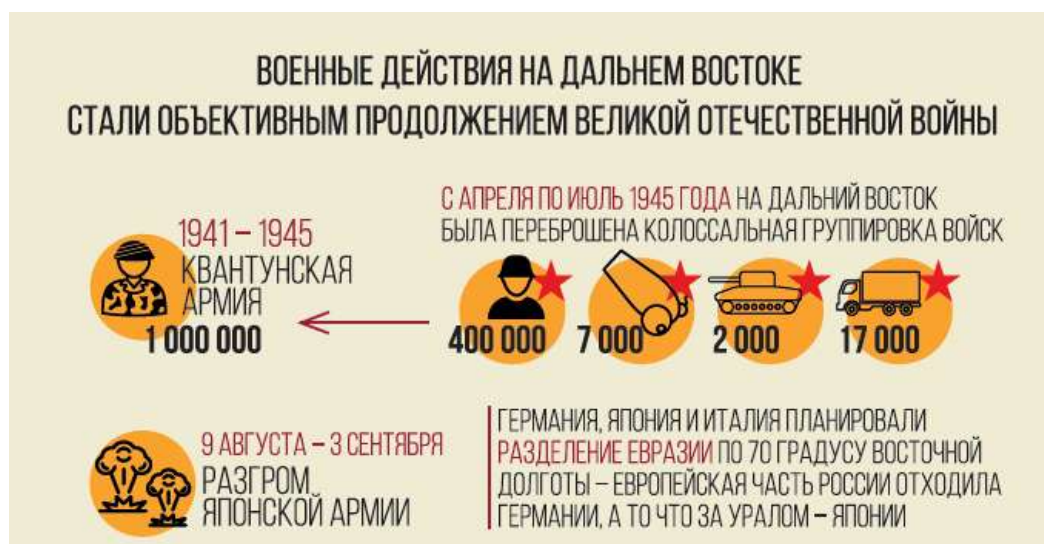 ВОЕННЫЕ ДЕЙСТВИЯ НА ДАЛЬНЕМ ВОСТОКЕ
СТАЛИ ОБЪЕКТИВНЫМ ПРОДОЛЖЕНИЕМ ВЕЛИКОЙ ОТЕЧЕСТВЕННОЙ ВОЙНЫ
1941 – 1945
КВАНТУНСКАЯ
АРМИЯ
1 000 000
С АПРЕЛЯ ПО ИЮЛЬ 1945 ГОДА НА ДАЛЬНИЙ ВОСТОК
БЫЛА ПЕРЕБРОШЕНА КОЛОССАЛЬНАЯ ГРУППИРОВКА ВОЙСК
400 000 7 000 2 000 17 000
9 АВГУСТА – 3 СЕНТЯБРЯ
РАЗГРОМ
ЯПОНСКОЙ АРМИИ
ГЕРМАНИЯ, ЯПОНИЯ И ИТАЛИЯ ПЛАНИРОВАЛИ
РАЗДЕЛЕНИЕ ЕВРАЗИИ ПО 70 ГРАДУСУ ВОСТОЧНОЙ
ДОЛГОТЫ – ЕВРОПЕЙСКАЯ ЧАСТЬ РОССИИ ОТХОДИЛА
ГЕРМАНИИ, А ТО ЧТО ЗА УРАЛОМ – ЯПОНИИ